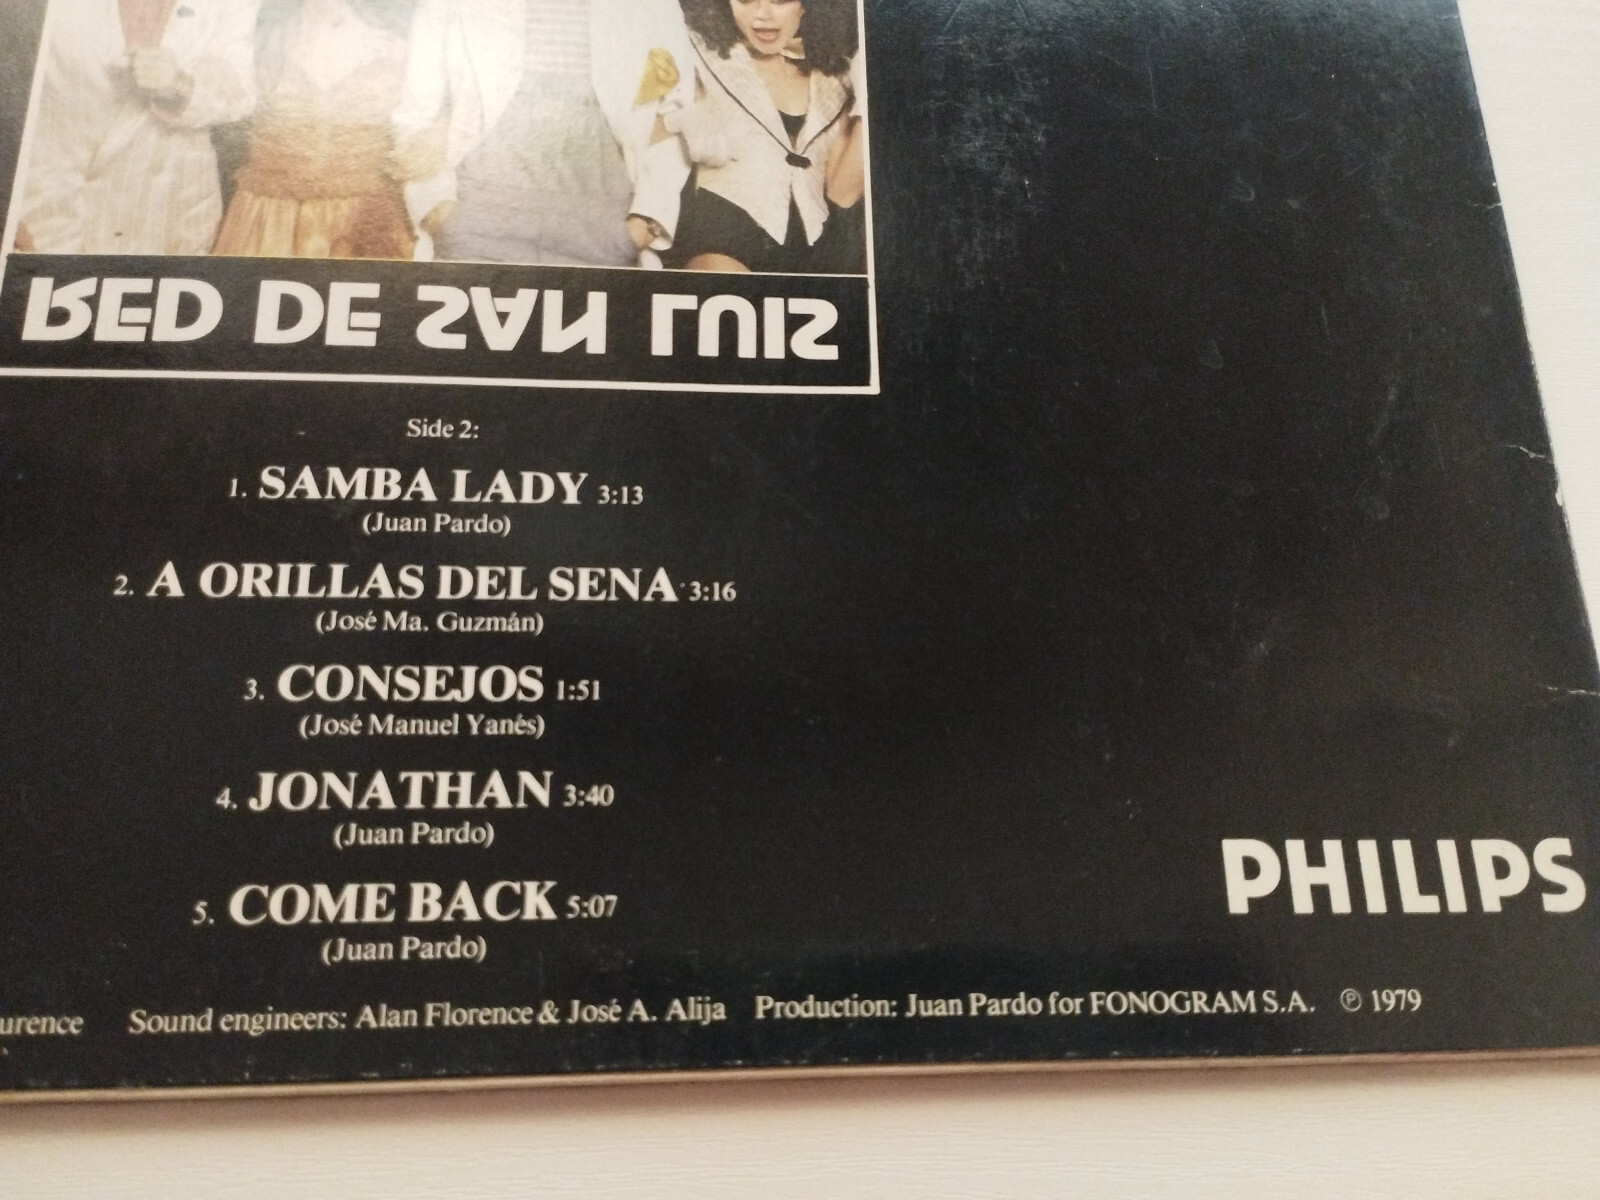 RED DE SAN LUIS
Side 2:
1. SAMBA LADY 3:13
(Juan Pardo)
2. A ORILLAS DEL SENA 3:16
(José Ma. Guzmán)
3. CONSEJOS 1:51
(José Manuel Yanés)
4. JONATHAN 3:40
(Juan Pardo)
5. COME BACK 5:07
(Juan Pardo)
PHILIPS
urence Sound engineers: Alan Florence & José A. Alija Production: Juan Pardo for FONOGRAM S.A. ℗ 1979